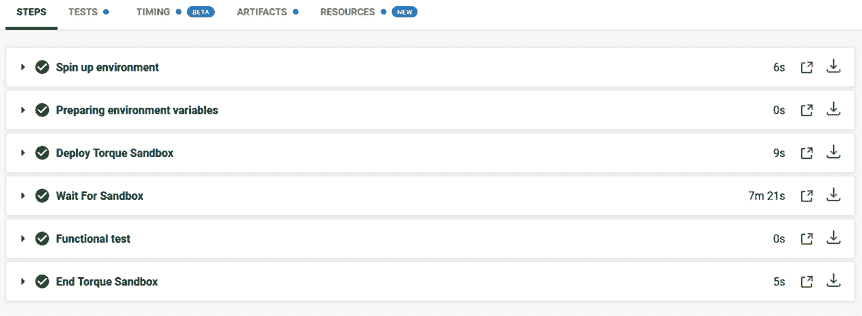 STEPS TESTS TIMING BETA ARTIFACTS RESOURCES NEW
Spin up environment 6s
Preparing environment variables 0s
Deploy Torque Sandbox 9s
Wait For Sandbox 7m 21s
Functional test 0s
End Torque Sandbox 5s